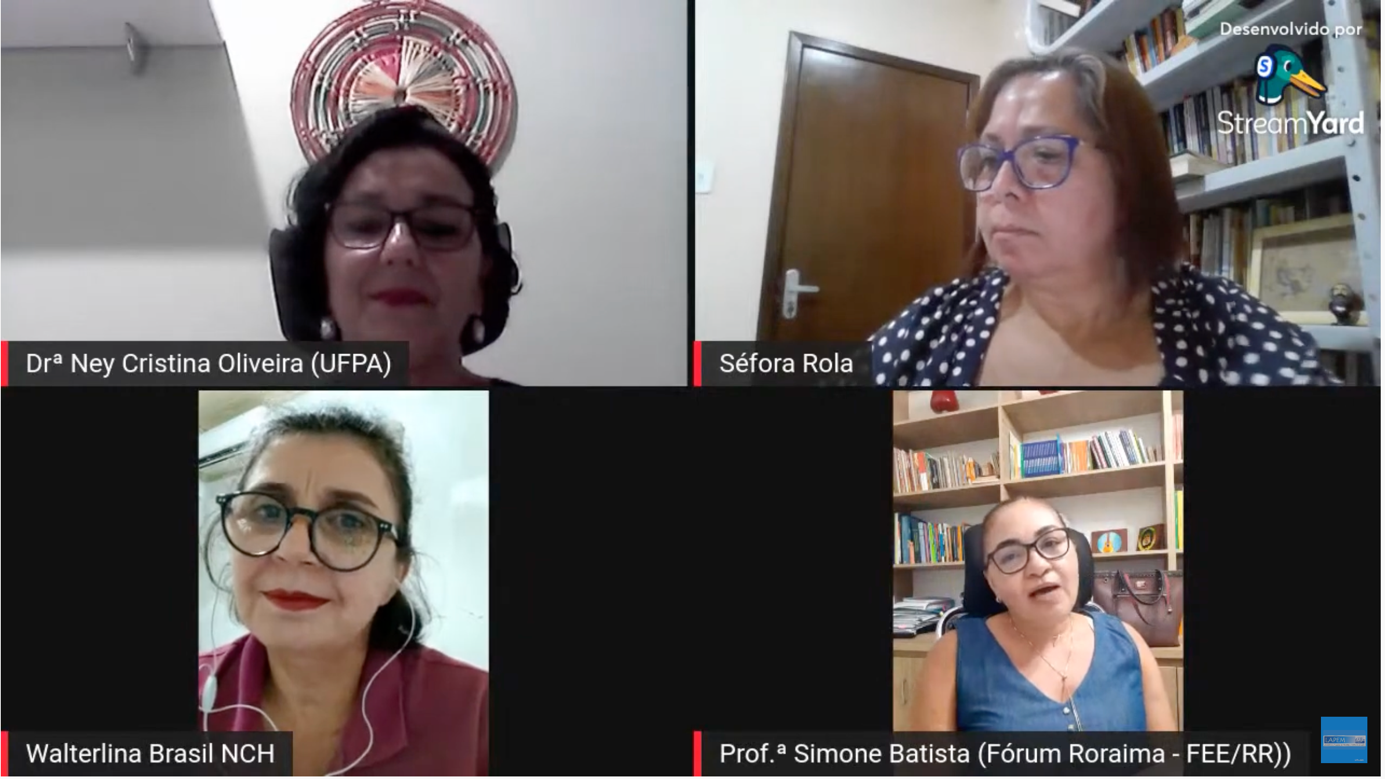 Desenvolvido por
StreamYard
Drª Ney Cristina Oliveira (UFPA)
Séfora Rola
Walterlina Brasil NCH
Prof.ª Simone Batista (Fórum Roraima - FEE/RR))